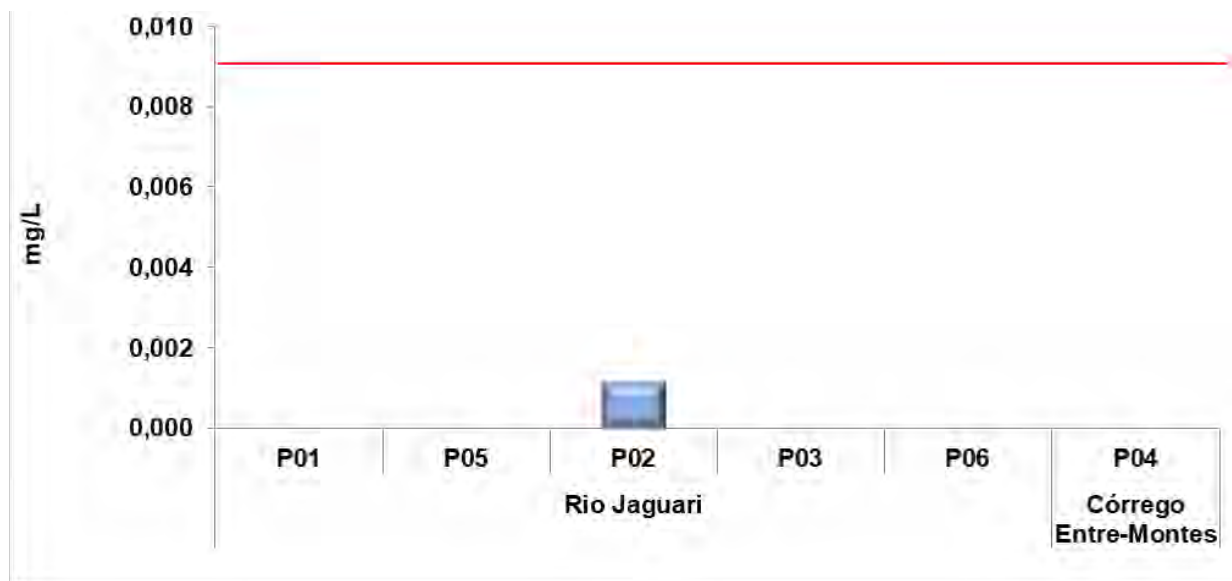 0,010
0,008
0,006
0,004
0,002
0,000
mg/L
P01 P05 P02 P03 P06 P04
Rio Jaguari
Córrego
Entre-Montes